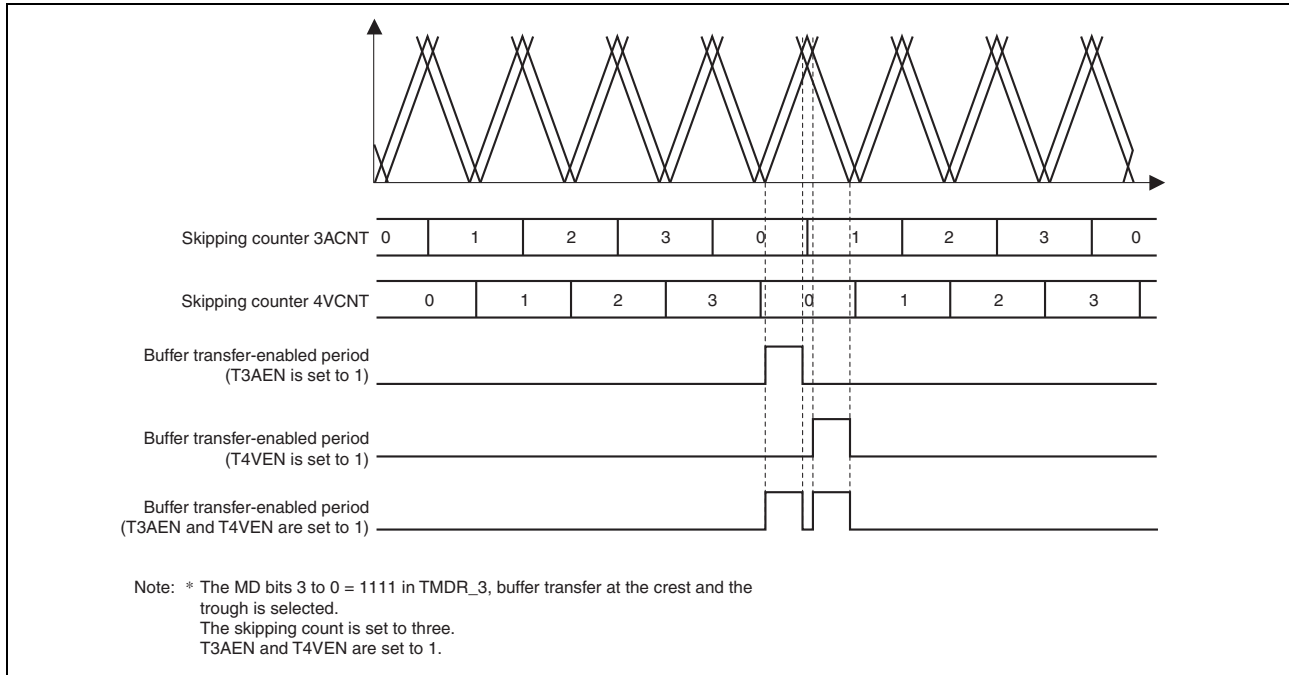 Skipping counter 3ACNT 0 1 2 3 0 1 2 3 0
Skipping counter 4VCNT 0 1 2 3 0 1 2 3
Buffer transfer-enabled period
(T3AEN is set to 1)
Buffer transfer-enabled period
(T4VEN is set to 1)
Buffer transfer-enabled period
(T3AEN and T4VEN are set to 1)
Note: * The MD bits 3 to 0 = 1111 in TMDR_3, buffer transfer at the crest and the
trough is selected.
The skipping count is set to three.
T3AEN and T4VEN are set to 1.